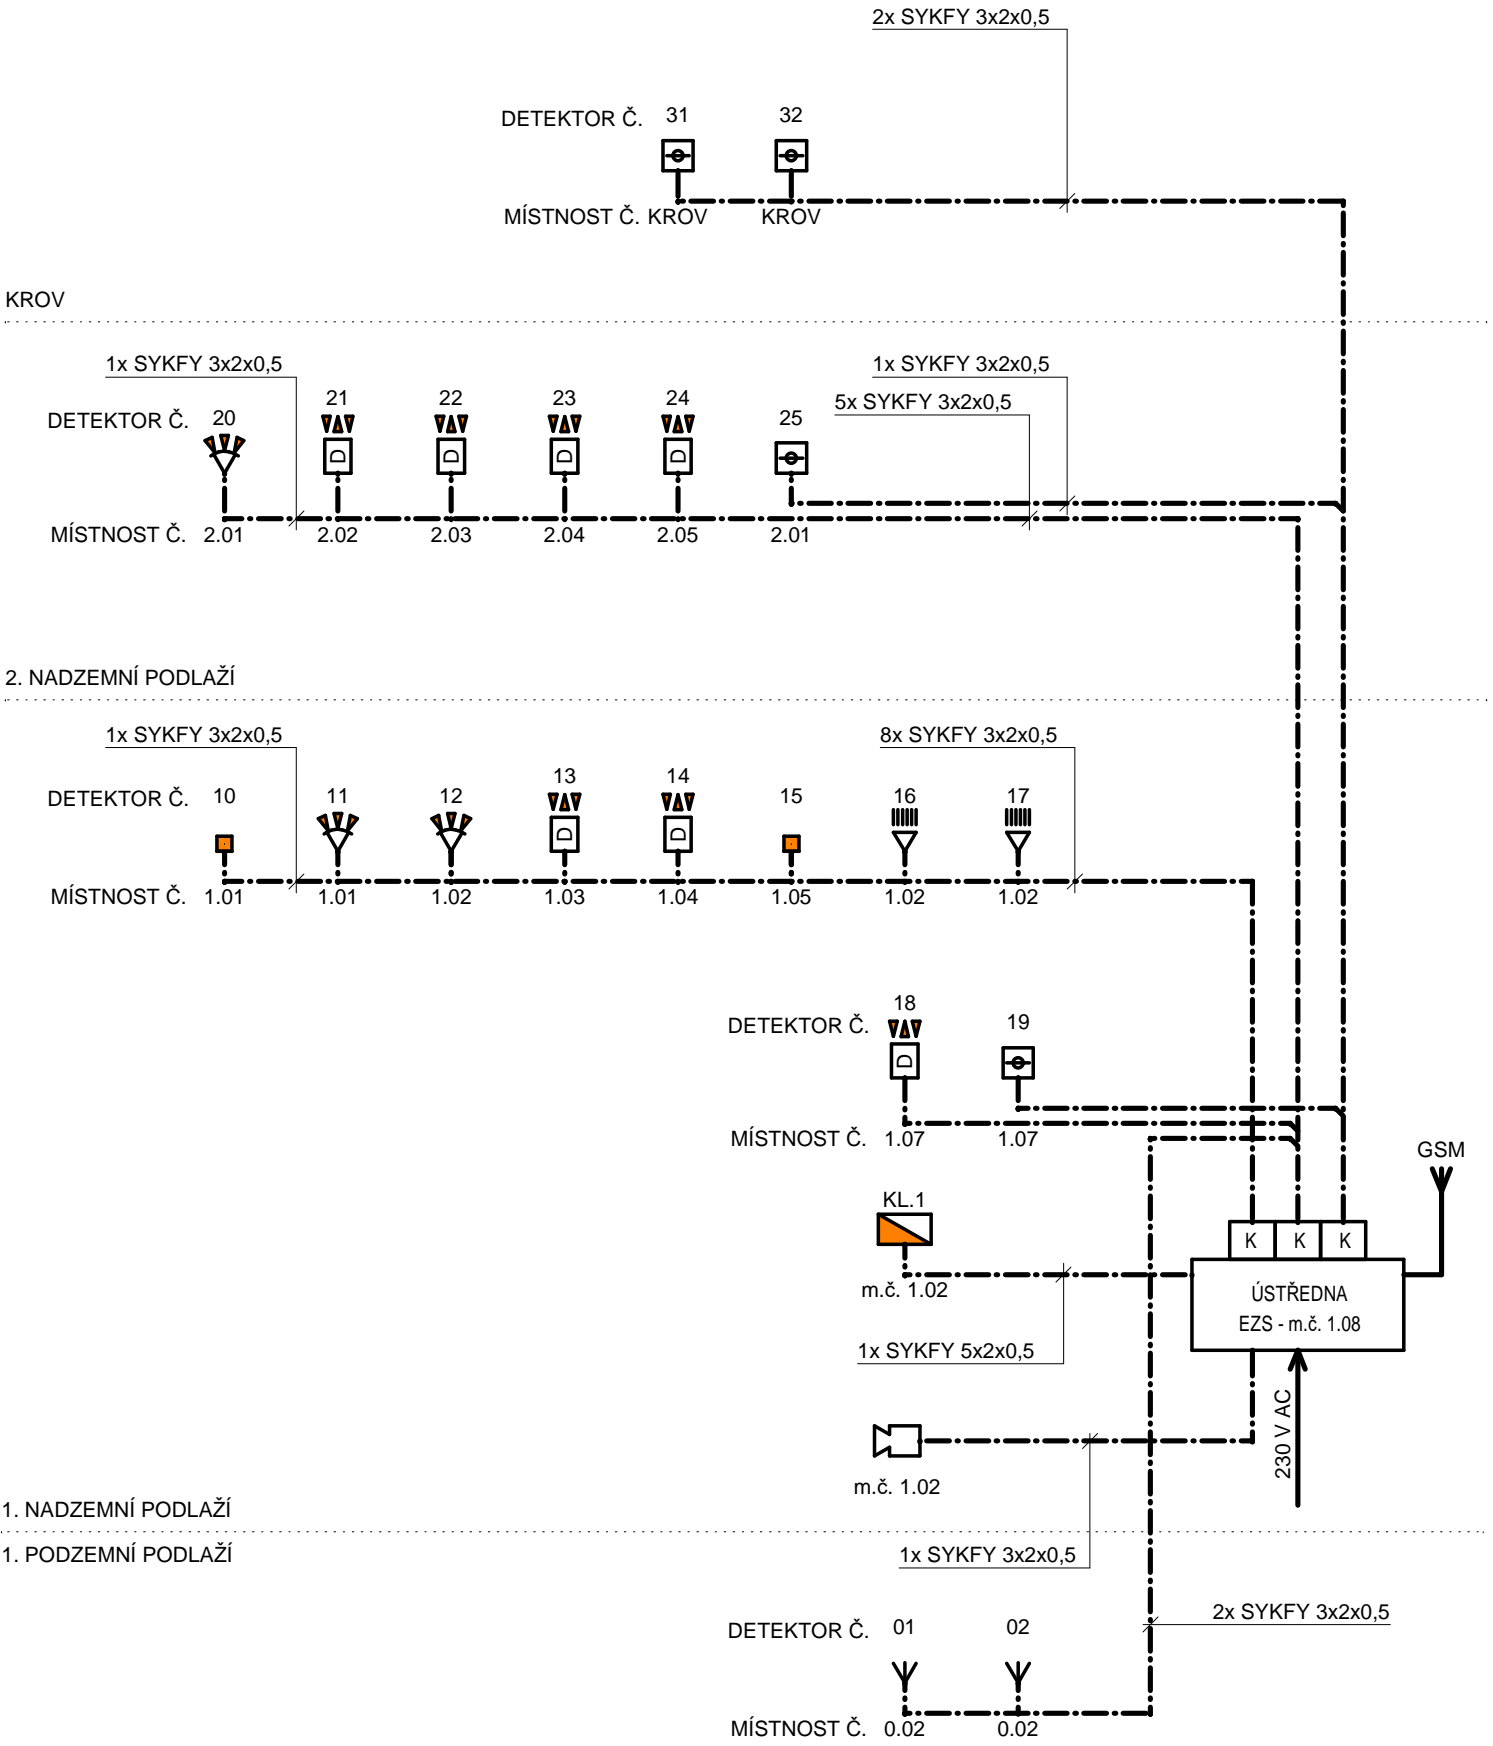 2x SYKFY 3x2x0,5
DETEKTOR Č. 31 32
MÍSTNOST Č. KROV KROV
KROV
1x SYKFY 3x2x0,5
1x SYKFY 3x2x0,5
5x SYKFY 3x2x0,5
DETEKTOR Č. 20 21 22 23 24 25
D D D D
MÍSTNOST Č. 2.01 2.02 2.03 2.04 2.05 2.01
2. NADZEMNÍ PODLAŽÍ
1x SYKFY 3x2x0,5
8x SYKFY 3x2x0,5
DETEKTOR Č. 10 11 12 13 14 15 16 17
D D
MÍSTNOST Č. 1.01 1.01 1.02 1.03 1.04 1.05 1.02 1.02
DETEKTOR Č. 18 19
D
MÍSTNOST Č. 1.07 1.07
GSM
KL.1
K K K
m.č. 1.02
ÚSTŘEDNA
EZS - m.č. 1.08
1x SYKFY 5x2x0,5
230 V AC
m.č. 1.02
1. NADZEMNÍ PODLAŽÍ
1. PODZEMNÍ PODLAŽÍ
1x SYKFY 3x2x0,5
2x SYKFY 3x2x0,5
DETEKTOR Č. 01 02
MÍSTNOST Č. 0.02 0.02